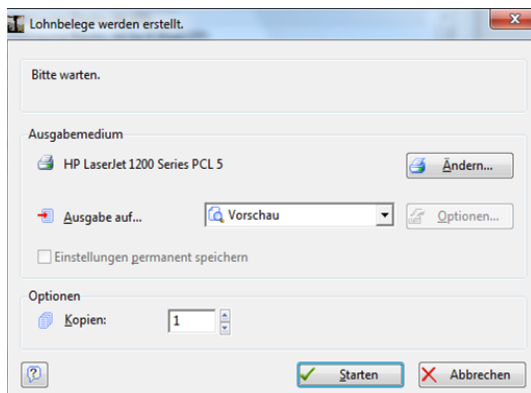 Lohnbelege werden erstellt.
Bitte warten.
Ausgabemedium
HP LaserJet 1200 Series PCL 5
Ändern...
Ausgabe auf...
Vorschau
Optionen...
Einstellungen permanent speichern
Optionen
Kopien:
1
Starten
Abbrechen